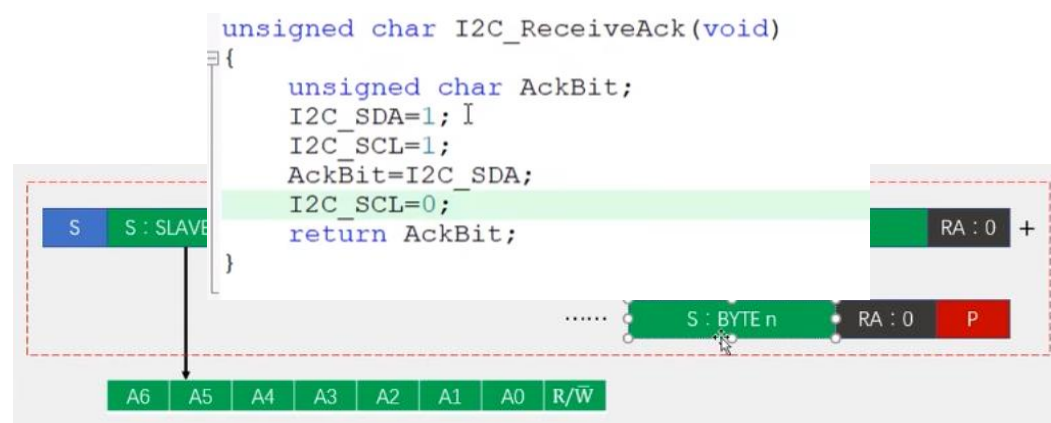 unsigned char I2C_ReceiveAck(void)
{
unsigned char AckBit;
I2C_SDA=1;
I2C_SCL=1;
AckBit=I2C_SDA;
I2C_SCL=0;
return AckBit;
}
S S：SLAVE RA：0 +
…… S：BYTE n RA：0 P
A6 A5 A4 A3 A2 A1 A0 R/W̅